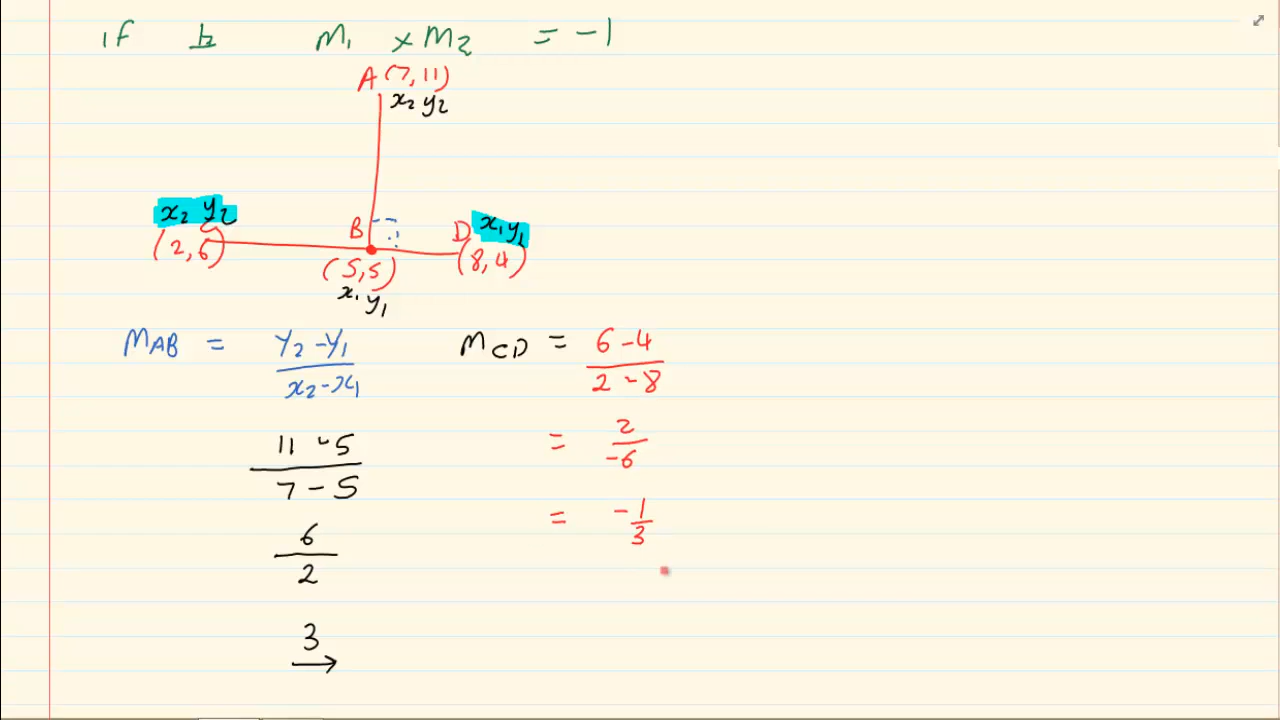 if ⊥ M₁ × M₂ = -1
A (7, 11)
x₂ y₂
x₂ y₂
x₁ y₁
B
D
(2, 6)
(5, 5)
(8, 4)
x₁ y₁
M AB = y₂ - y₁ / x₂ - x₁
M CD = 6 - 4 / 2 - 8
= 2 / -6
11 - 5 / 7 - 5
= - 1/3
6 / 2
3